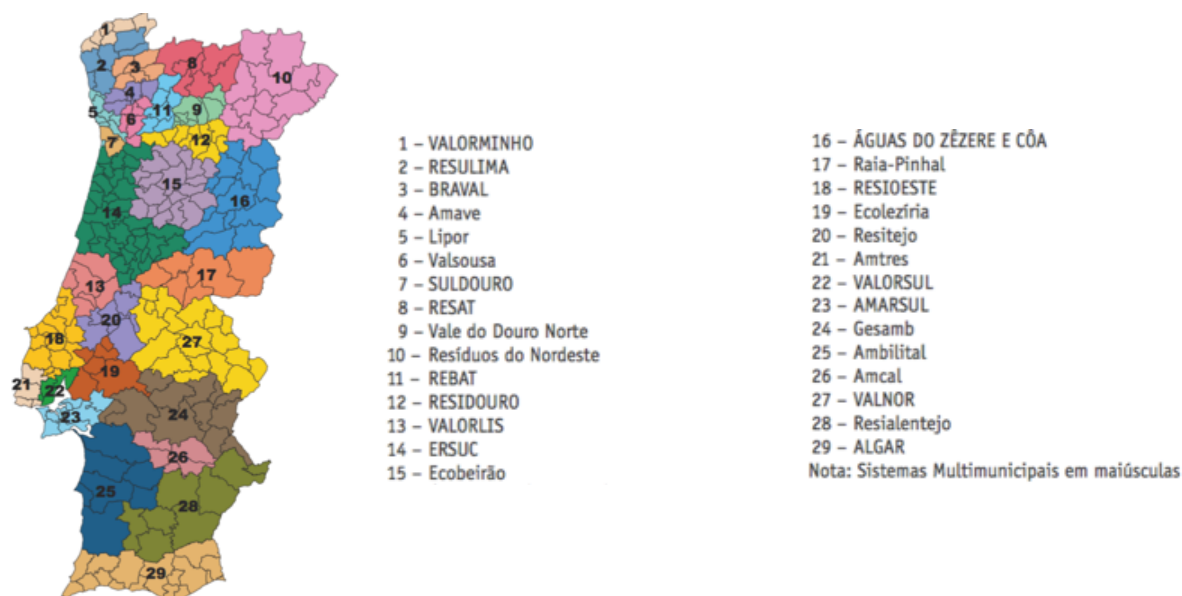 1
2
3
8
10
4
5
6
11
9
7
12
15
14
16
13
17
20
18
27
19
21
22
23
24
26
25
28
29
1 – VALORMINHO
2 – RESULIMA
3 – BRAVAL
4 – Amave
5 – Lipor
6 – Valsousa
7 – SULDOURO
8 – RESAT
9 – Vale do Douro Norte
10 – Resíduos do Nordeste
11 – REBAT
12 – RESIDOURO
13 – VALORLIS
14 – ERSUC
15 – Ecobeirão
16 – ÁGUAS DO ZÊZERE E CÔA
17 – Raia-Pinhal
18 – RESIOESTE
19 – Ecolezíria
20 – Resitejo
21 – Amtres
22 – VALORSUL
23 – AMARSUL
24 – Gesamb
25 – Ambilital
26 – Amcal
27 – VALNOR
28 – Resialentejo
29 – ALGAR
Nota: Sistemas Multimunicipais em maiúsculas